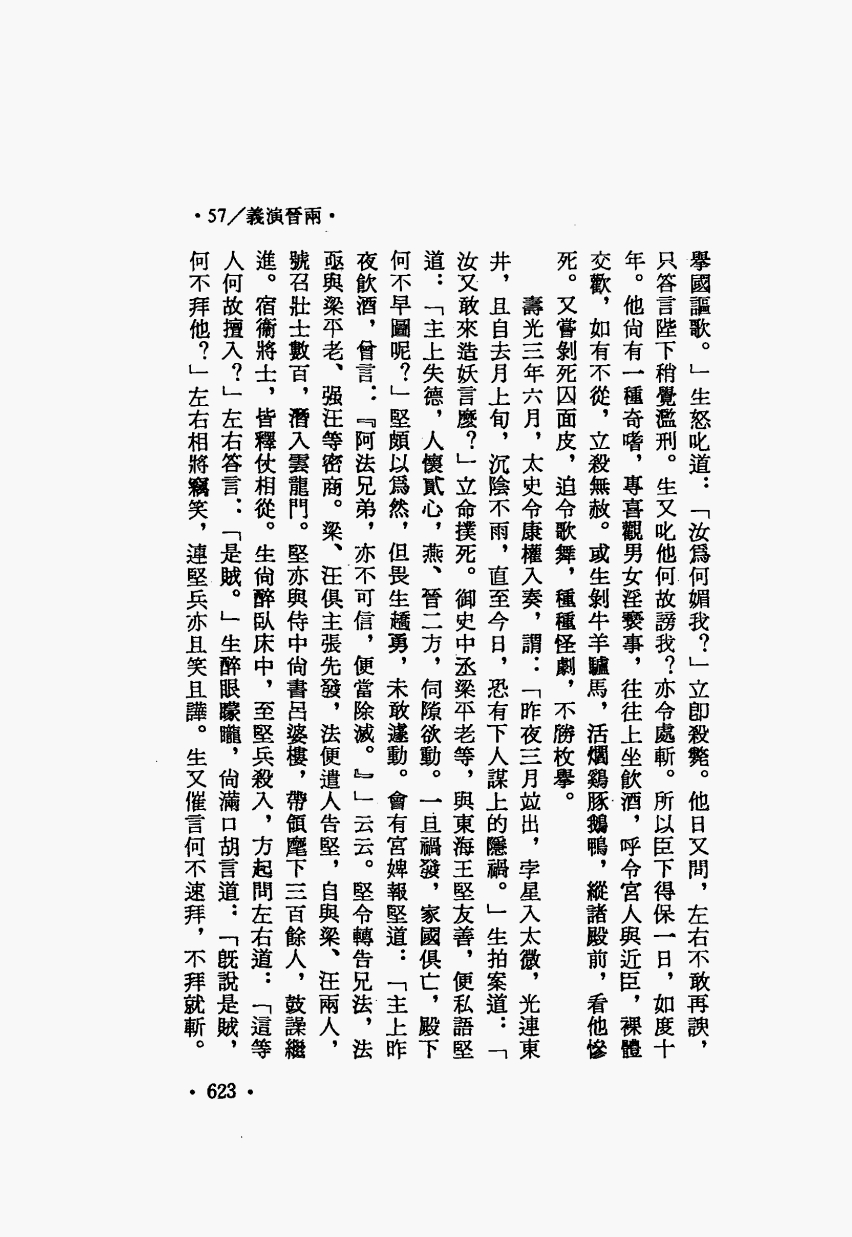 ·57/義演晉兩·
舉國謳歌。」生怒叱道：「汝爲何媚我？」立卽殺斃。他日又問，左右不敢再諛，
只答言陛下稍覺濫刑。生又叱他何故謗我？亦令處斬。所以臣下得保一日，如度十
年。他尙有一種奇嗜，專喜觀男女淫褻事，往往上坐飲酒，呼令宮人與近臣，裸體
交歡，如有不從，立殺無赦。或生剝牛羊驢馬，活燜鷄豚鵝鴨，縱諸殿前，看他慘
死。又嘗剝死囚面皮，迫令歌舞，種種怪劇，不勝枚舉。
壽光三年六月，太史令康權入奏，謂：「昨夜三月竝出，孛星入太微，光連東
井，且自去月上旬，沉陰不雨，直至今日，恐有下人謀上的隱禍。」生拍案道：「
汝又敢來造妖言麼？」立命撲死。御史中丞梁平老等，與東海王堅友善，便私語堅
道：「主上失德，人懷貳心，燕、晉二方，伺隙欲動。一旦禍發，家國俱亡，殿下
何不早圖呢？」堅頗以爲然，但畏生趫勇，未敢遽動。會有宮婢報堅道：「主上昨
夜飲酒，曾言：『阿法兄弟，亦不可信，便當除滅。』」云云。堅令轉告兄法，法
亟與梁平老、强汪等密商。梁、汪俱主張先發，法便遣人告堅，自與梁、汪兩人，
號召壯士數百，潛入雲龍門。堅亦與侍中尙書呂婆樓，帶領麾下三百餘人，鼓譟繼
進。宿衞將士，皆釋仗相從。生尙醉臥床中，至堅兵殺入，方起問左右道：「這等
人何故擅入？」左右答言：「是賊。」生醉眼矇矓，尙滿口胡言道：「旣說是賊，
何不拜他？」左右相將竊笑，連堅兵亦且笑且譁。生又催言何不速拜，不拜就斬。
·623·